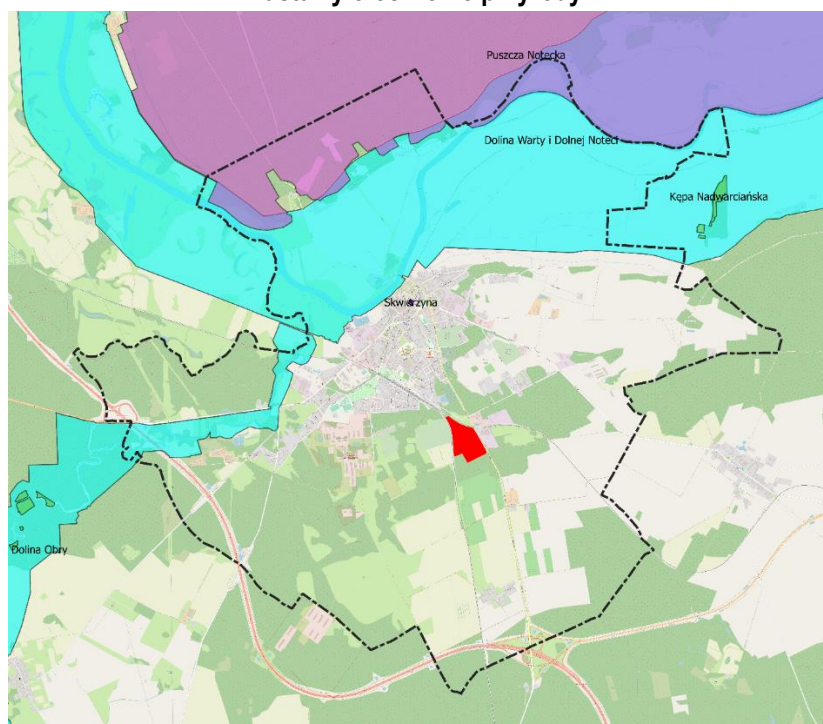 Puszcza Notecka
Dolina Warty i Dolnej Noteci
Kępa Nadwarciańska
Skwierzyna
Dolina Obry